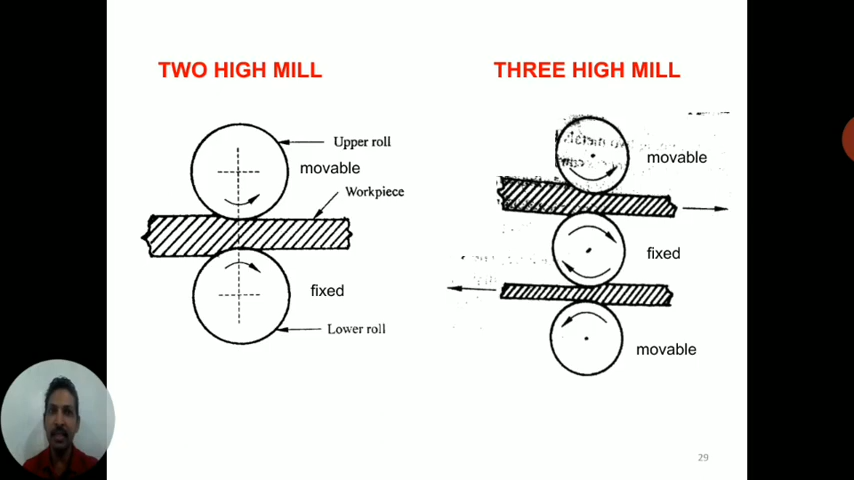 TWO HIGH MILL
Upper roll
movable
Workpiece
fixed
Lower roll
THREE HIGH MILL
movable
fixed
movable
29